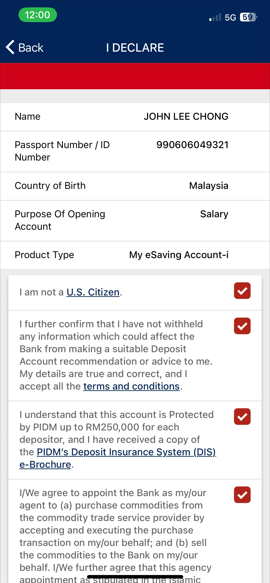 12:00
5G 59
Back
I DECLARE
Name JOHN LEE CHONG
Passport Number / ID 990606049321
Number
Country of Birth Malaysia
Purpose Of Opening Salary
Account
Product Type My eSaving Account-i
I am not a U.S. Citizen.
I further confirm that I have not withheld
any information which could affect the
Bank from making a suitable Deposit
Account recommendation or advice to me.
My details are true and correct, and I
accept all the terms and conditions.
I understand that this account is Protected
by PIDM up to RM250,000 for each
depositor, and I have received a copy of
the PIDM's Deposit Insurance System (DIS)
e-Brochure.
I/We agree to appoint the Bank as my/our
agent to (a) purchase commodities from
the commodity trade service provider by
accepting and executing the purchase
transaction on my/our behalf; and (b) sell
the commodities to the Bank on my/our
behalf. I/We further agree that this agency
appointment as stipulated in the Islamic